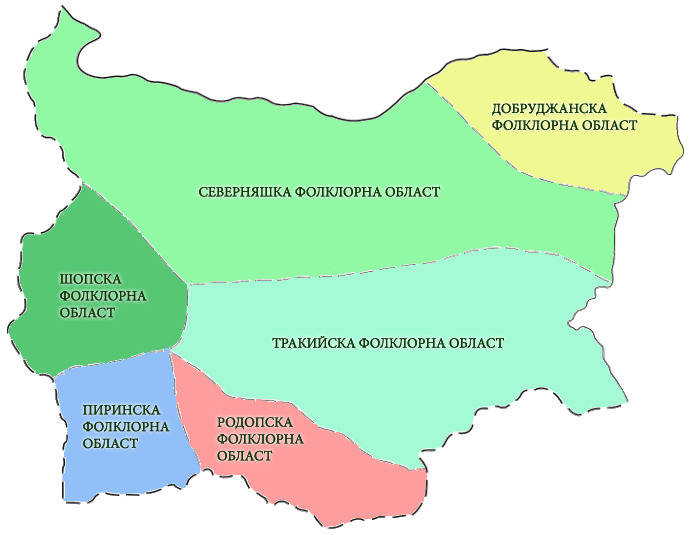 ДОБРУДЖАНСКА
ФОЛКЛОРНА ОБЛАСТ
СЕВЕРНЯШКА ФОЛКЛОРНА ОБЛАСТ
ШОПСКА
ФОЛКЛОРНА
ОБЛАСТ
ТРАКИЙСКА ФОЛКЛОРНА ОБЛАСТ
ПИРИНСКА
ФОЛКЛОРНА
ОБЛАСТ
РОДОПСКА
ФОЛКЛОРНА
ОБЛАСТ